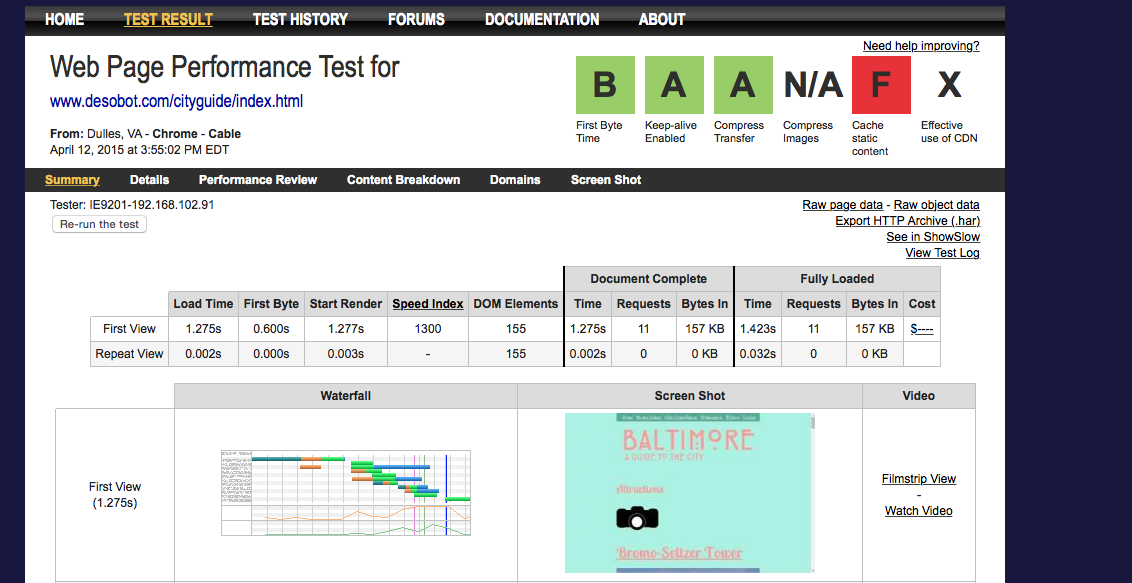 HOME TEST RESULT TEST HISTORY FORUMS DOCUMENTATION ABOUT
Need help improving?
Web Page Performance Test for
www.desobot.com/cityguide/index.html
From: Dulles, VA - Chrome - Cable
April 12, 2015 at 3:55:02 PM EDT
B A A N/A F X
First Byte Time
Keep-alive Enabled
Compress Transfer
Compress Images
Cache static content
Effective use of CDN
Summary Details Performance Review Content Breakdown Domains Screen Shot
Tester: IE9201-192.168.102.91
Re-run the test
Raw page data - Raw object data
Export HTTP Archive (.har)
See in ShowSlow
View Test Log
Document Complete Fully Loaded
Load Time First Byte Start Render Speed Index DOM Elements Time Requests Bytes In Time Requests Bytes In Cost
First View 1.275s 0.600s 1.277s 1300 155 1.275s 11 157 KB 1.423s 11 157 KB $----
Repeat View 0.002s 0.000s 0.003s - 155 0.002s 0 0 KB 0.032s 0 0 KB
Waterfall Screen Shot Video
First View
(1.275s)
BALTIMORE
A GUIDE TO THE CITY
Attractions
Bromo-Seltzer Tower
Filmstrip View
-
Watch Video